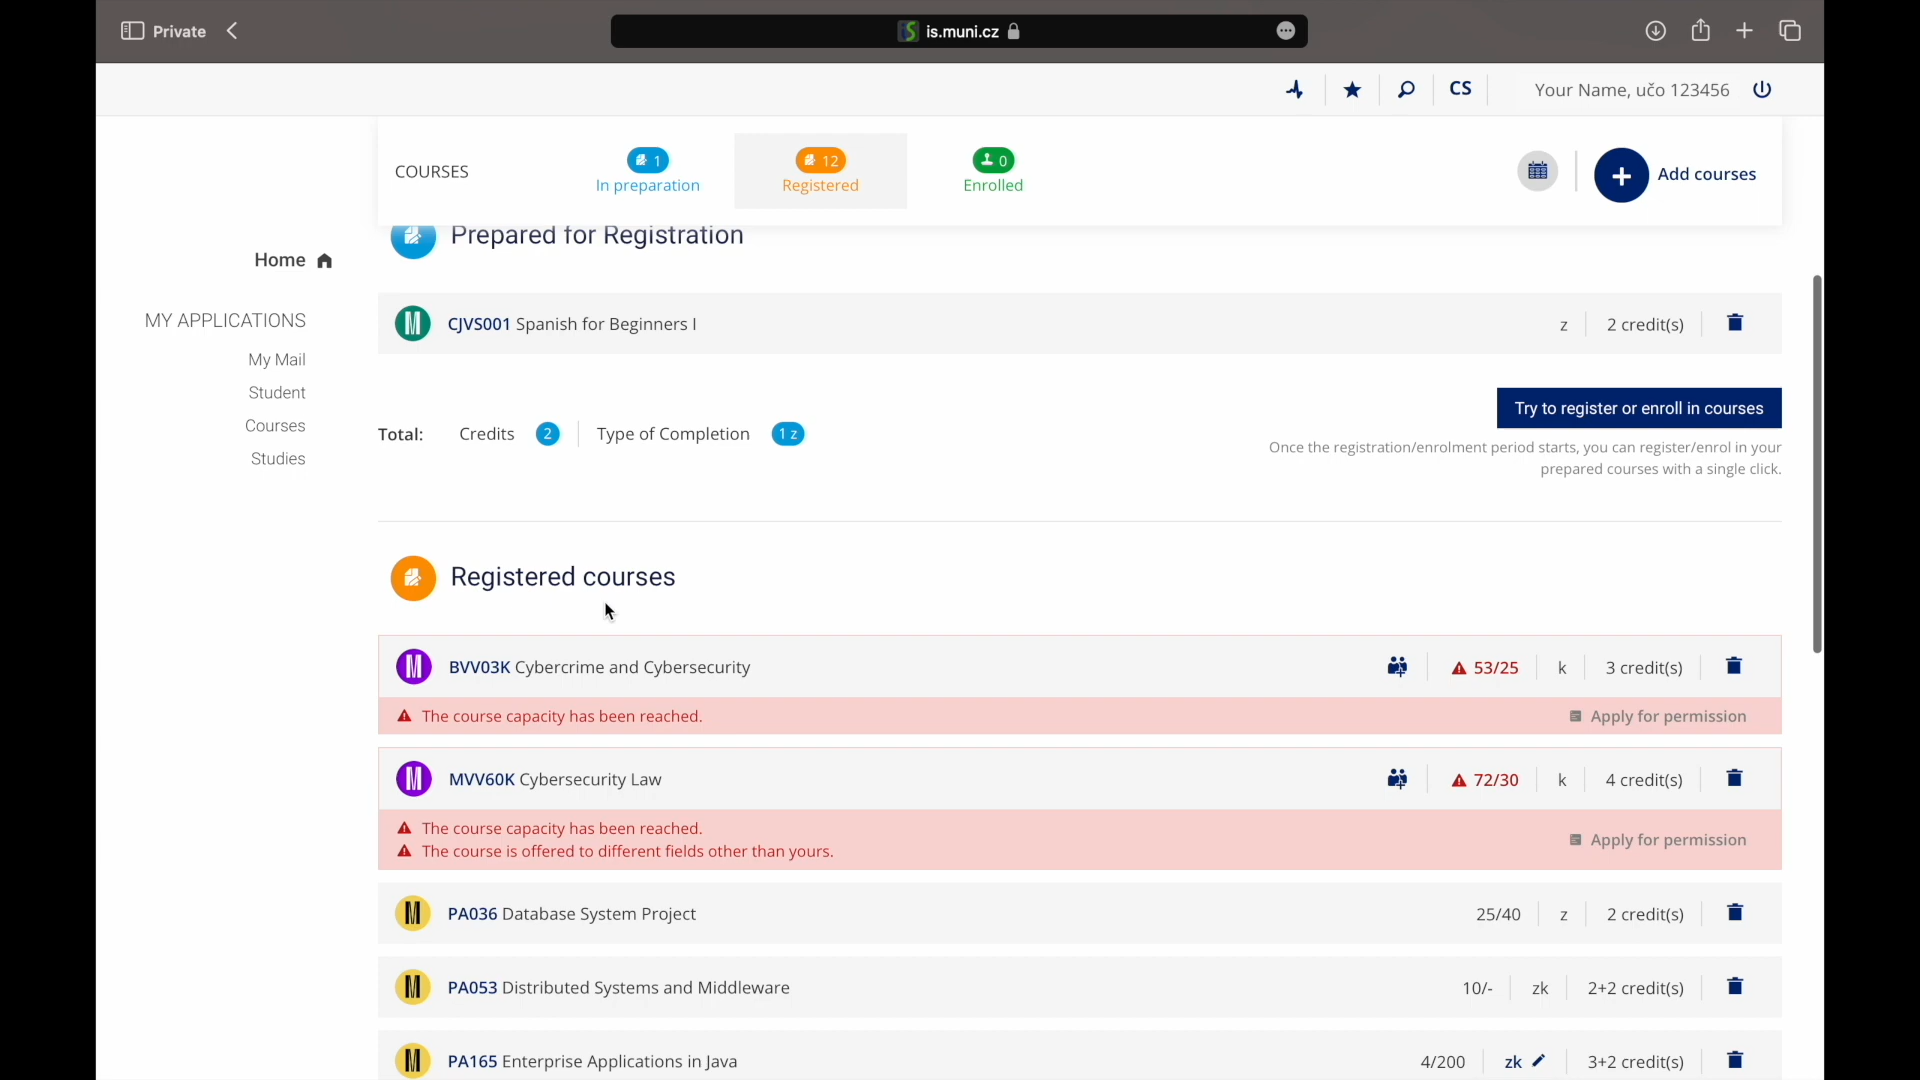 Private
is.muni.cz
CS
Your Name, učo 123456
COURSES
1
In preparation
12
Registered
0
Enrolled
Add courses
Home
MY APPLICATIONS
My Mail
Student
Courses
Studies
Prepared for Registration
CJVS001 Spanish for Beginners I z 2 credit(s)
Try to register or enroll in courses
Total: Credits 2 Type of Completion 1 z
Once the registration/enrolment period starts, you can register/enrol in your
prepared courses with a single click.
Registered courses
BVV03K Cybercrime and Cybersecurity 53/25 k 3 credit(s)
The course capacity has been reached. Apply for permission
MVV60K Cybersecurity Law 72/30 k 4 credit(s)
The course capacity has been reached.
Apply for permission
The course is offered to different fields other than yours.
PA036 Database System Project 25/40 z 2 credit(s)
PA053 Distributed Systems and Middleware 10/- zk 2+2 credit(s)
PA165 Enterprise Applications in Java 4/200 zk 3+2 credit(s)